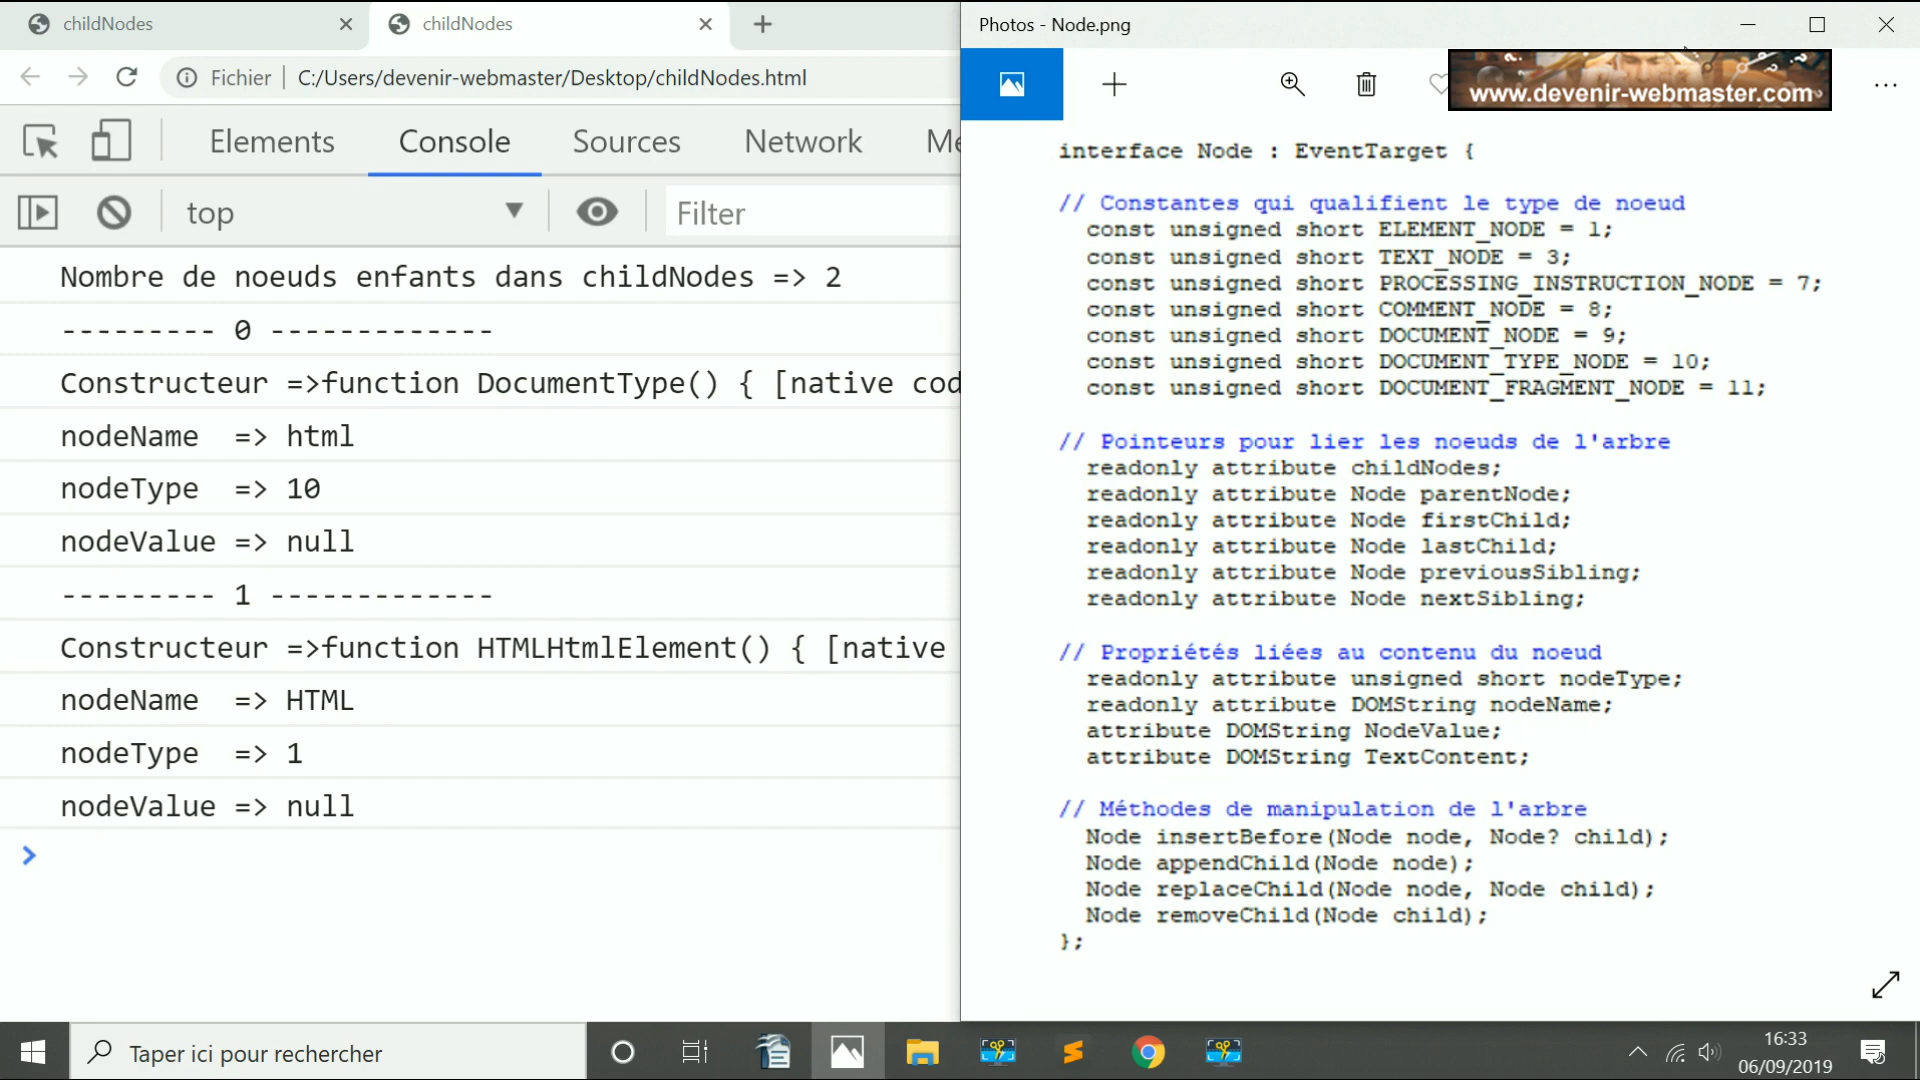 childNodes
childNodes
Photos - Node.png
Fichier
C:/Users/devenir-webmaster/Desktop/childNodes.html
www.devenir-webmaster.com
Elements Console Sources Network
top
Filter
Nombre de noeuds enfants dans childNodes => 2
--------- 0 -------------
Constructeur =>function DocumentType() { [native cod
nodeName => html
nodeType => 10
nodeValue => null
--------- 1 -------------
Constructeur =>function HTMLHtmlElement() { [native
nodeName => HTML
nodeType => 1
nodeValue => null
>
interface Node : EventTarget {
// Constantes qui qualifient le type de noeud
const unsigned short ELEMENT_NODE = 1;
const unsigned short TEXT_NODE = 3;
const unsigned short PROCESSING_INSTRUCTION_NODE = 7;
const unsigned short COMMENT_NODE = 8;
const unsigned short DOCUMENT_NODE = 9;
const unsigned short DOCUMENT_TYPE_NODE = 10;
const unsigned short DOCUMENT_FRAGMENT_NODE = 11;
// Pointeurs pour lier les noeuds de l'arbre
readonly attribute childNodes;
readonly attribute Node parentNode;
readonly attribute Node firstChild;
readonly attribute Node lastChild;
readonly attribute Node previousSibling;
readonly attribute Node nextSibling;
// Propriétés liées au contenu du noeud
readonly attribute unsigned short nodeType;
readonly attribute DOMString nodeName;
attribute DOMString NodeValue;
attribute DOMString TextContent;
// Méthodes de manipulation de l'arbre
Node insertBefore(Node node, Node? child);
Node appendChild(Node node);
Node replaceChild(Node node, Node child);
Node removeChild(Node child);
};
Taper ici pour rechercher
16:33
06/09/2019